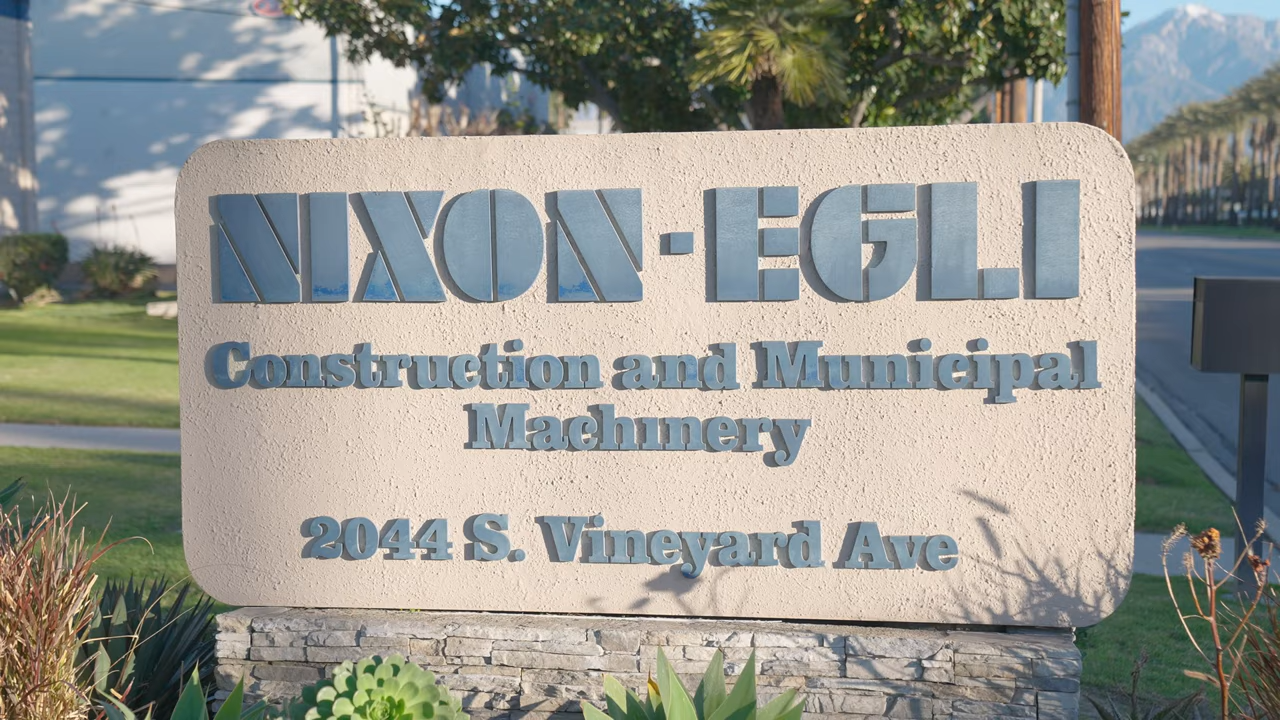 NIXON-EGLI
Construction and Municipal
Machinery
2044 S. Vineyard Ave